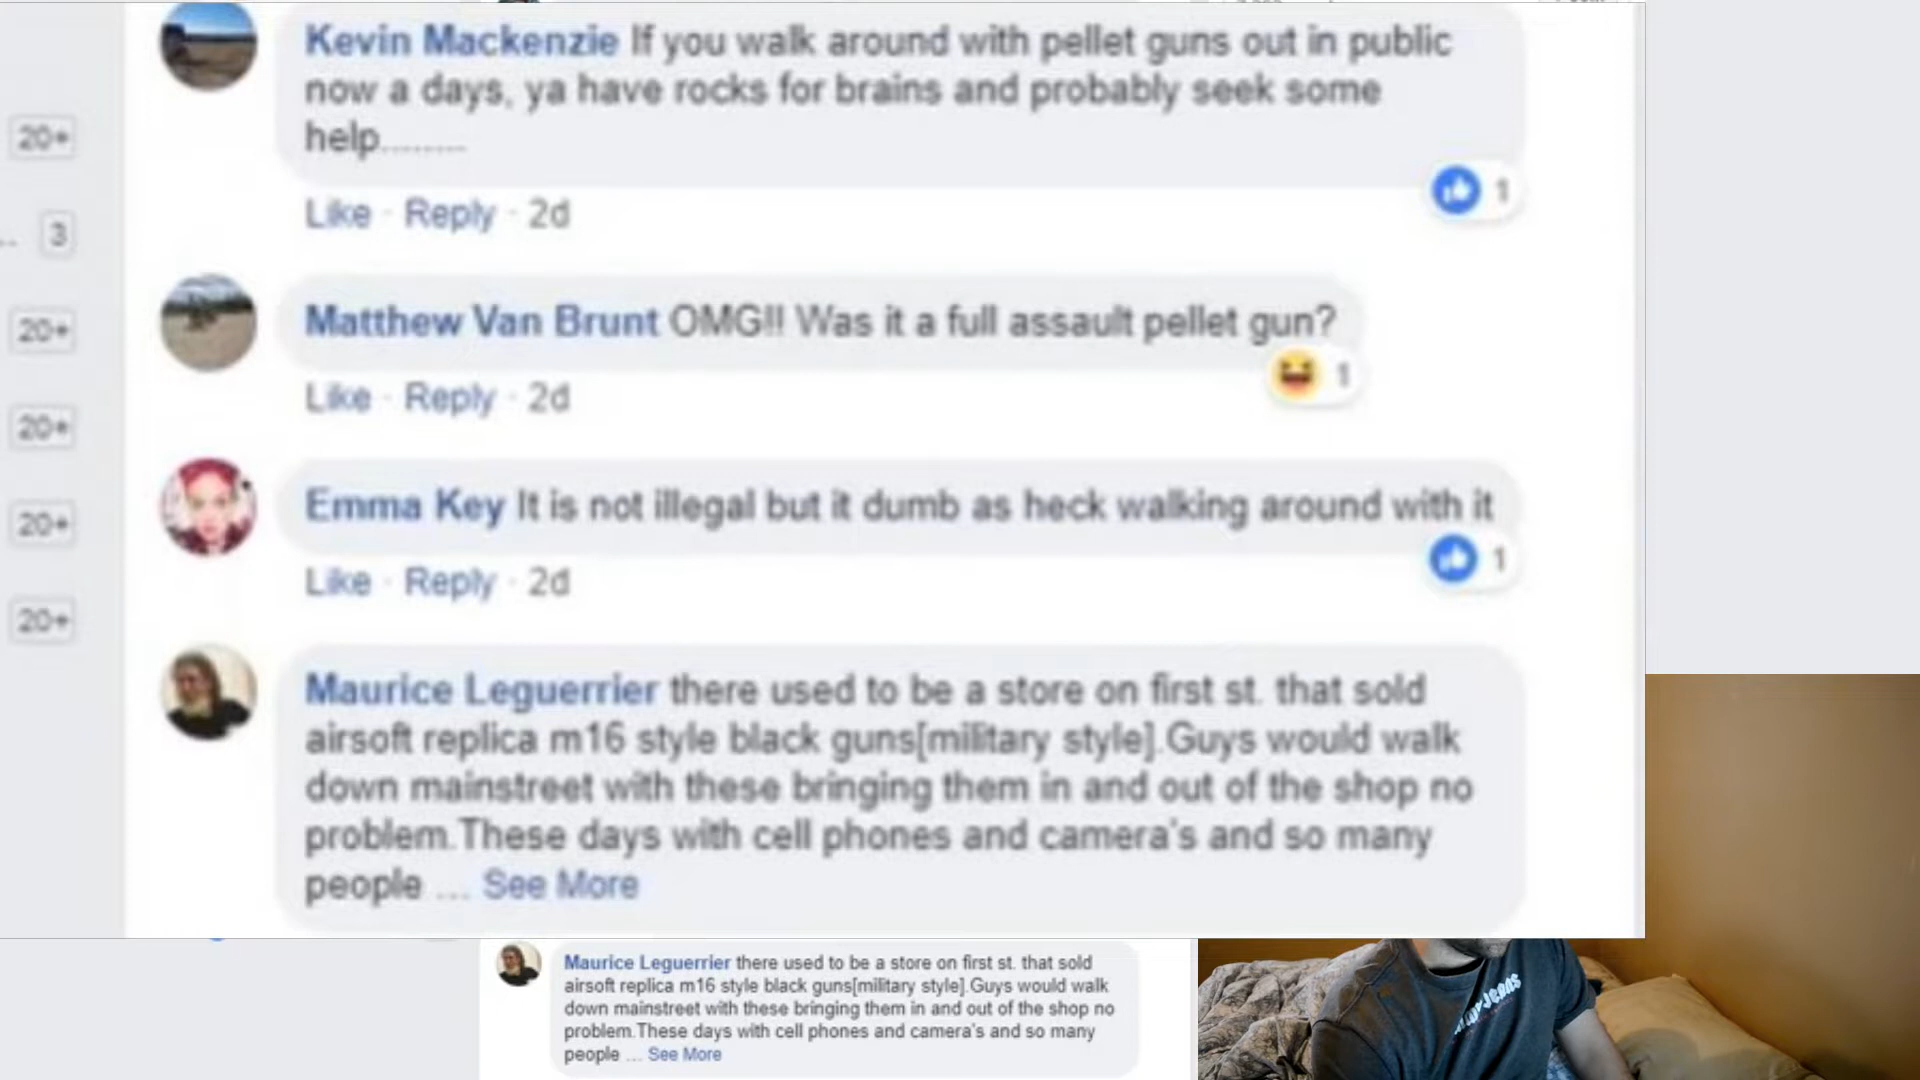 Kevin Mackenzie If you walk around with pellet guns out in public
now a days, ya have rocks for brains and probably seek some
help.........
1
Like · Reply · 2d
Matthew Van Brunt OMG!! Was it a full assault pellet gun?
1
Like · Reply · 2d
Emma Key It is not illegal but it dumb as heck walking around with it
1
Like · Reply · 2d
Maurice Leguerrier there used to be a store on first st. that sold
airsoft replica m16 style black guns[military style].Guys would walk
down mainstreet with these bringing them in and out of the shop no
problem.These days with cell phones and camera's and so many
people ... See More
20+
.. 3
20+
20+
20+
20+
Maurice Leguerrier there used to be a store on first st. that sold
airsoft replica m16 style black guns[military style].Guys would walk
down mainstreet with these bringing them in and out of the shop no
problem.These days with cell phones and camera's and so many
people ... See More